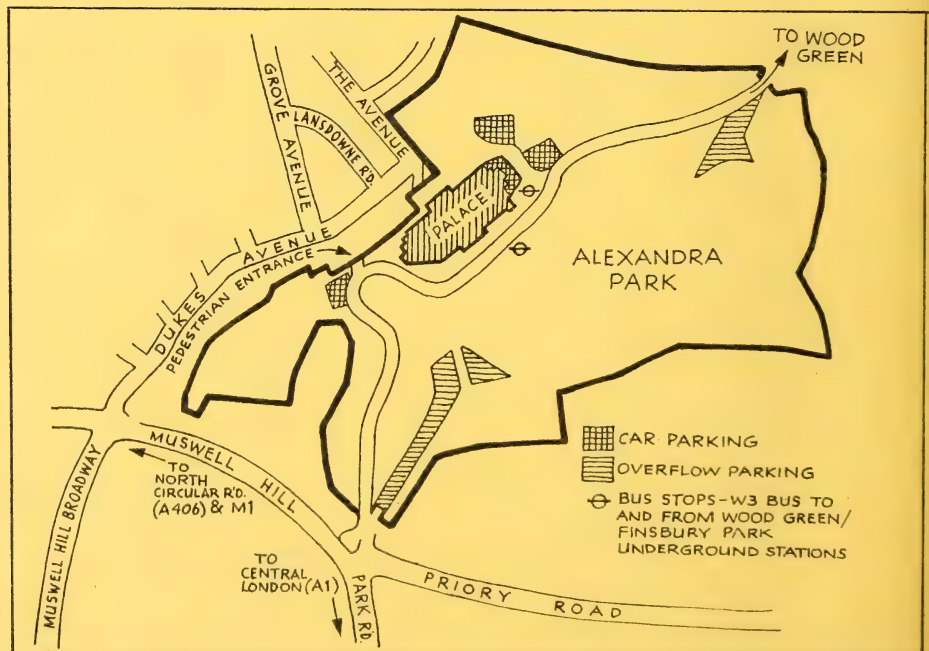 TO WOOD
GREEN
GROVE
AVENUE
LANSDOWNE R'D.
THE AVENUE
PALACE
DUKES AVENUE
PEDESTRIAN ENTRANCE
ALEXANDRA
PARK
MUSWELL HILL BROADWAY
MUSWELL HILL
TO
NORTH
CIRCULAR R'D.
(A406) & M1
TO
CENTRAL
LONDON (A1)
PARK RD.
PRIORY ROAD
CAR PARKING
OVERFLOW PARKING
BUS STOPS-W3 BUS TO
AND FROM WOOD GREEN/
FINSBURY PARK
UNDERGROUND STATIONS